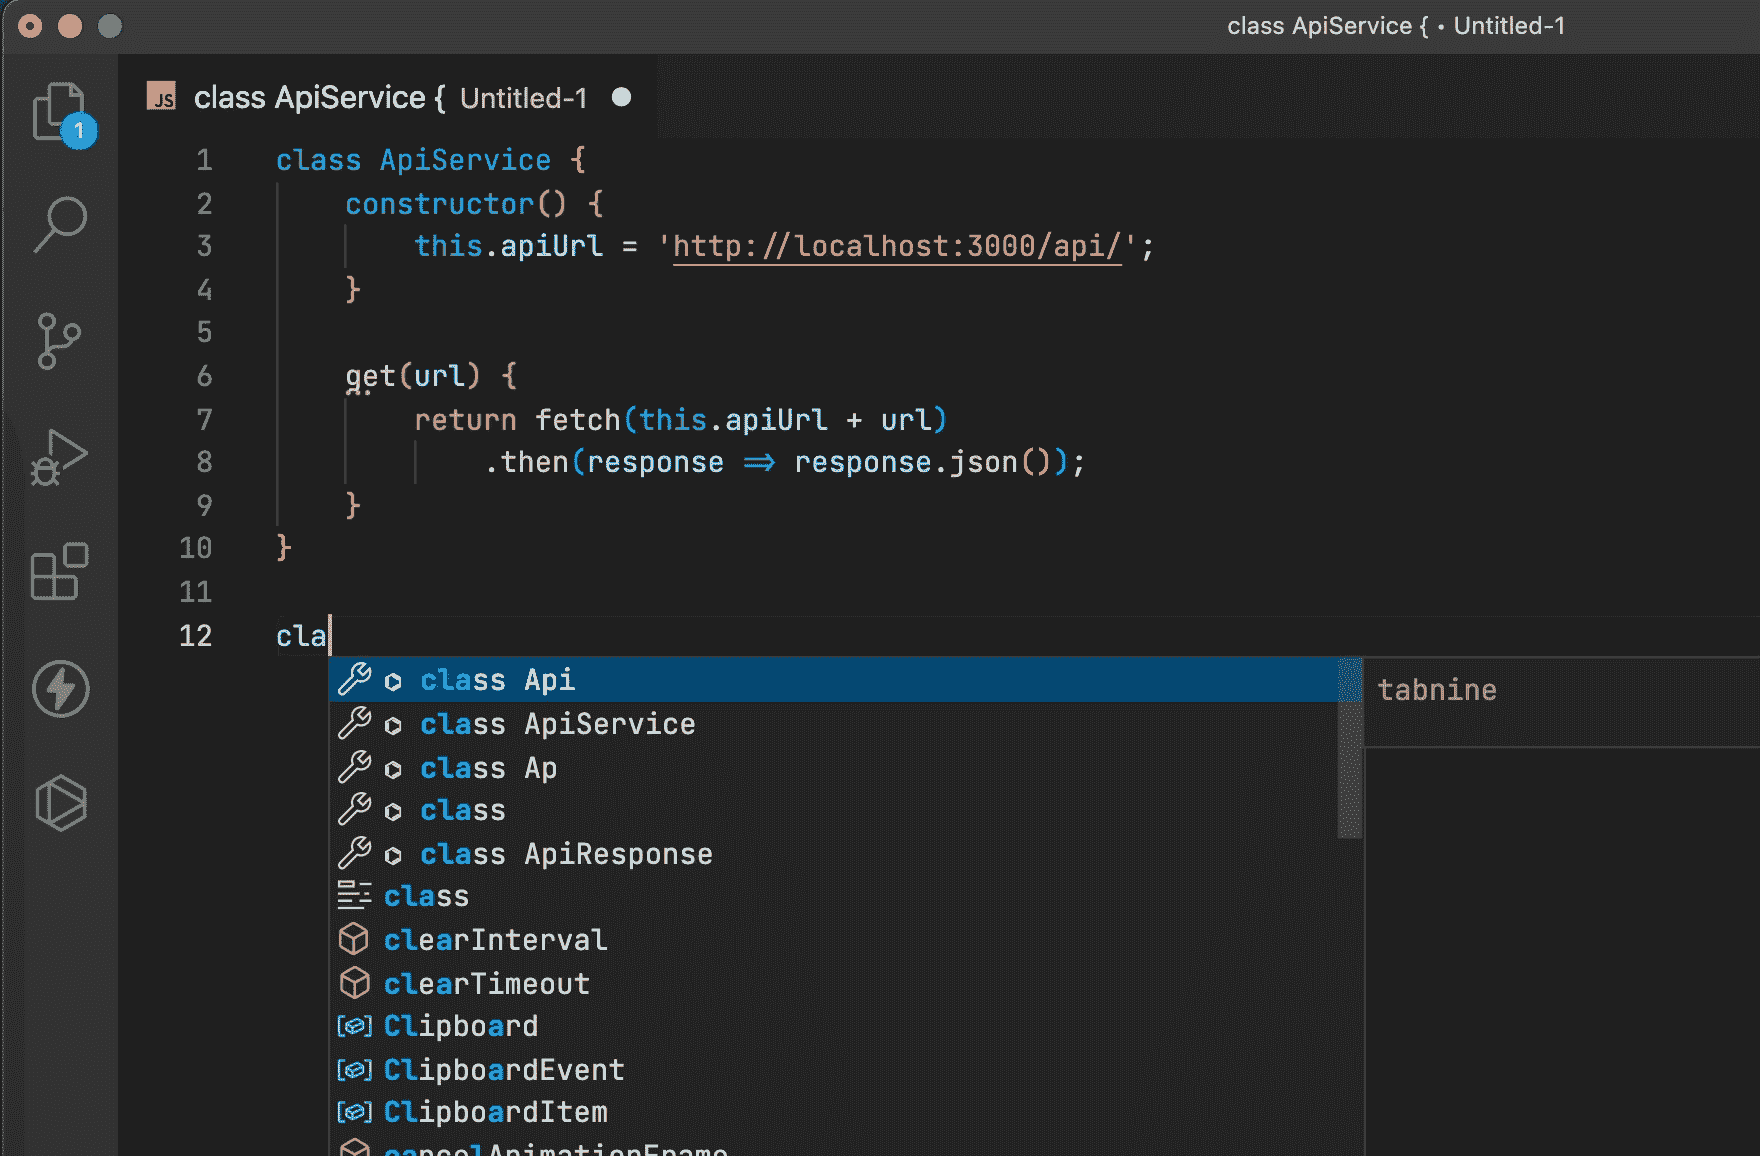 class ApiService { • Untitled-1
JS class ApiService { Untitled-1
1
1 class ApiService {
2 constructor() {
3 this.apiUrl = 'http://localhost:3000/api/';
4 }
5
6 get(url) {
7 return fetch(this.apiUrl + url)
8 .then(response => response.json());
9 }
10 }
11
12 cla
class Api
tabnine
class ApiService
class Ap
class
class ApiResponse
class
clearInterval
clearTimeout
Clipboard
ClipboardEvent
ClipboardItem
cancelAnimationFrame